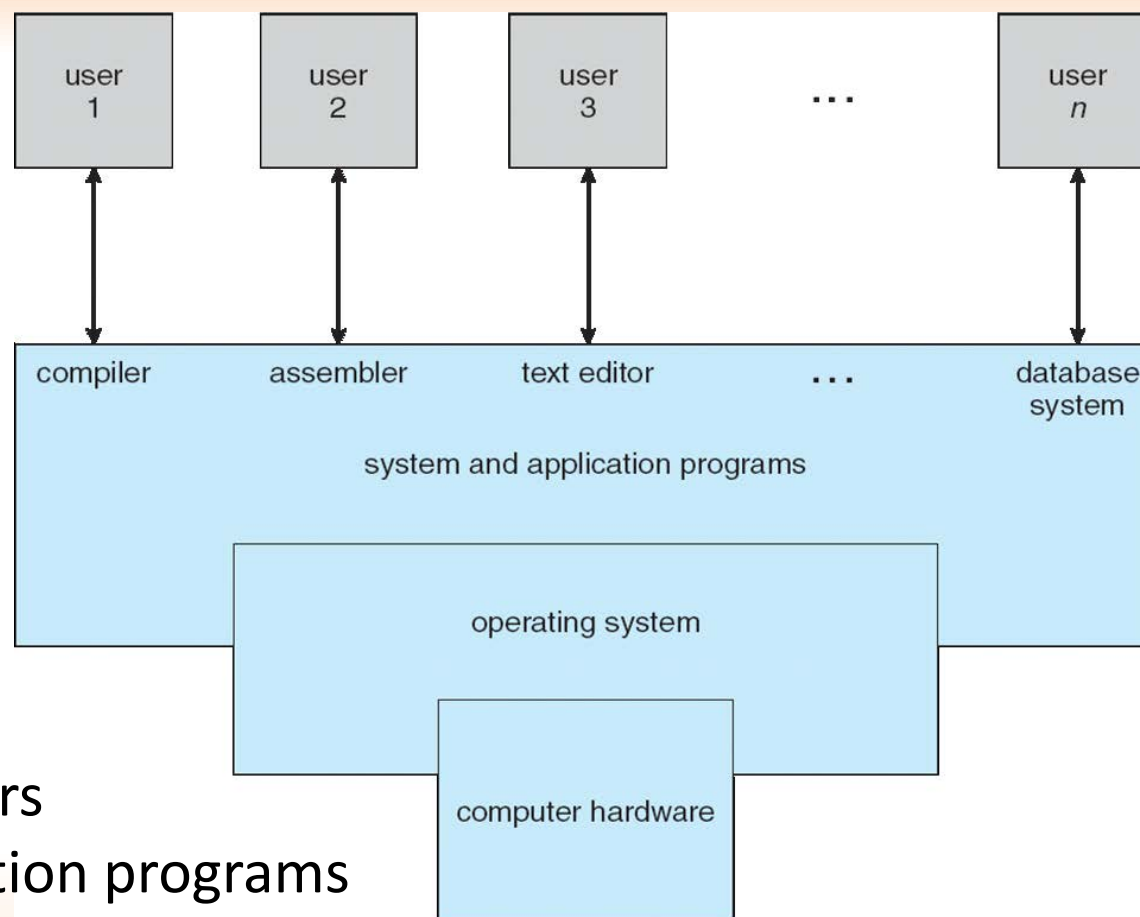 user user user user
1 2 3 ... n
compiler assembler text editor ... database
system
system and application programs
operating system
computer hardware
rs
tion programs